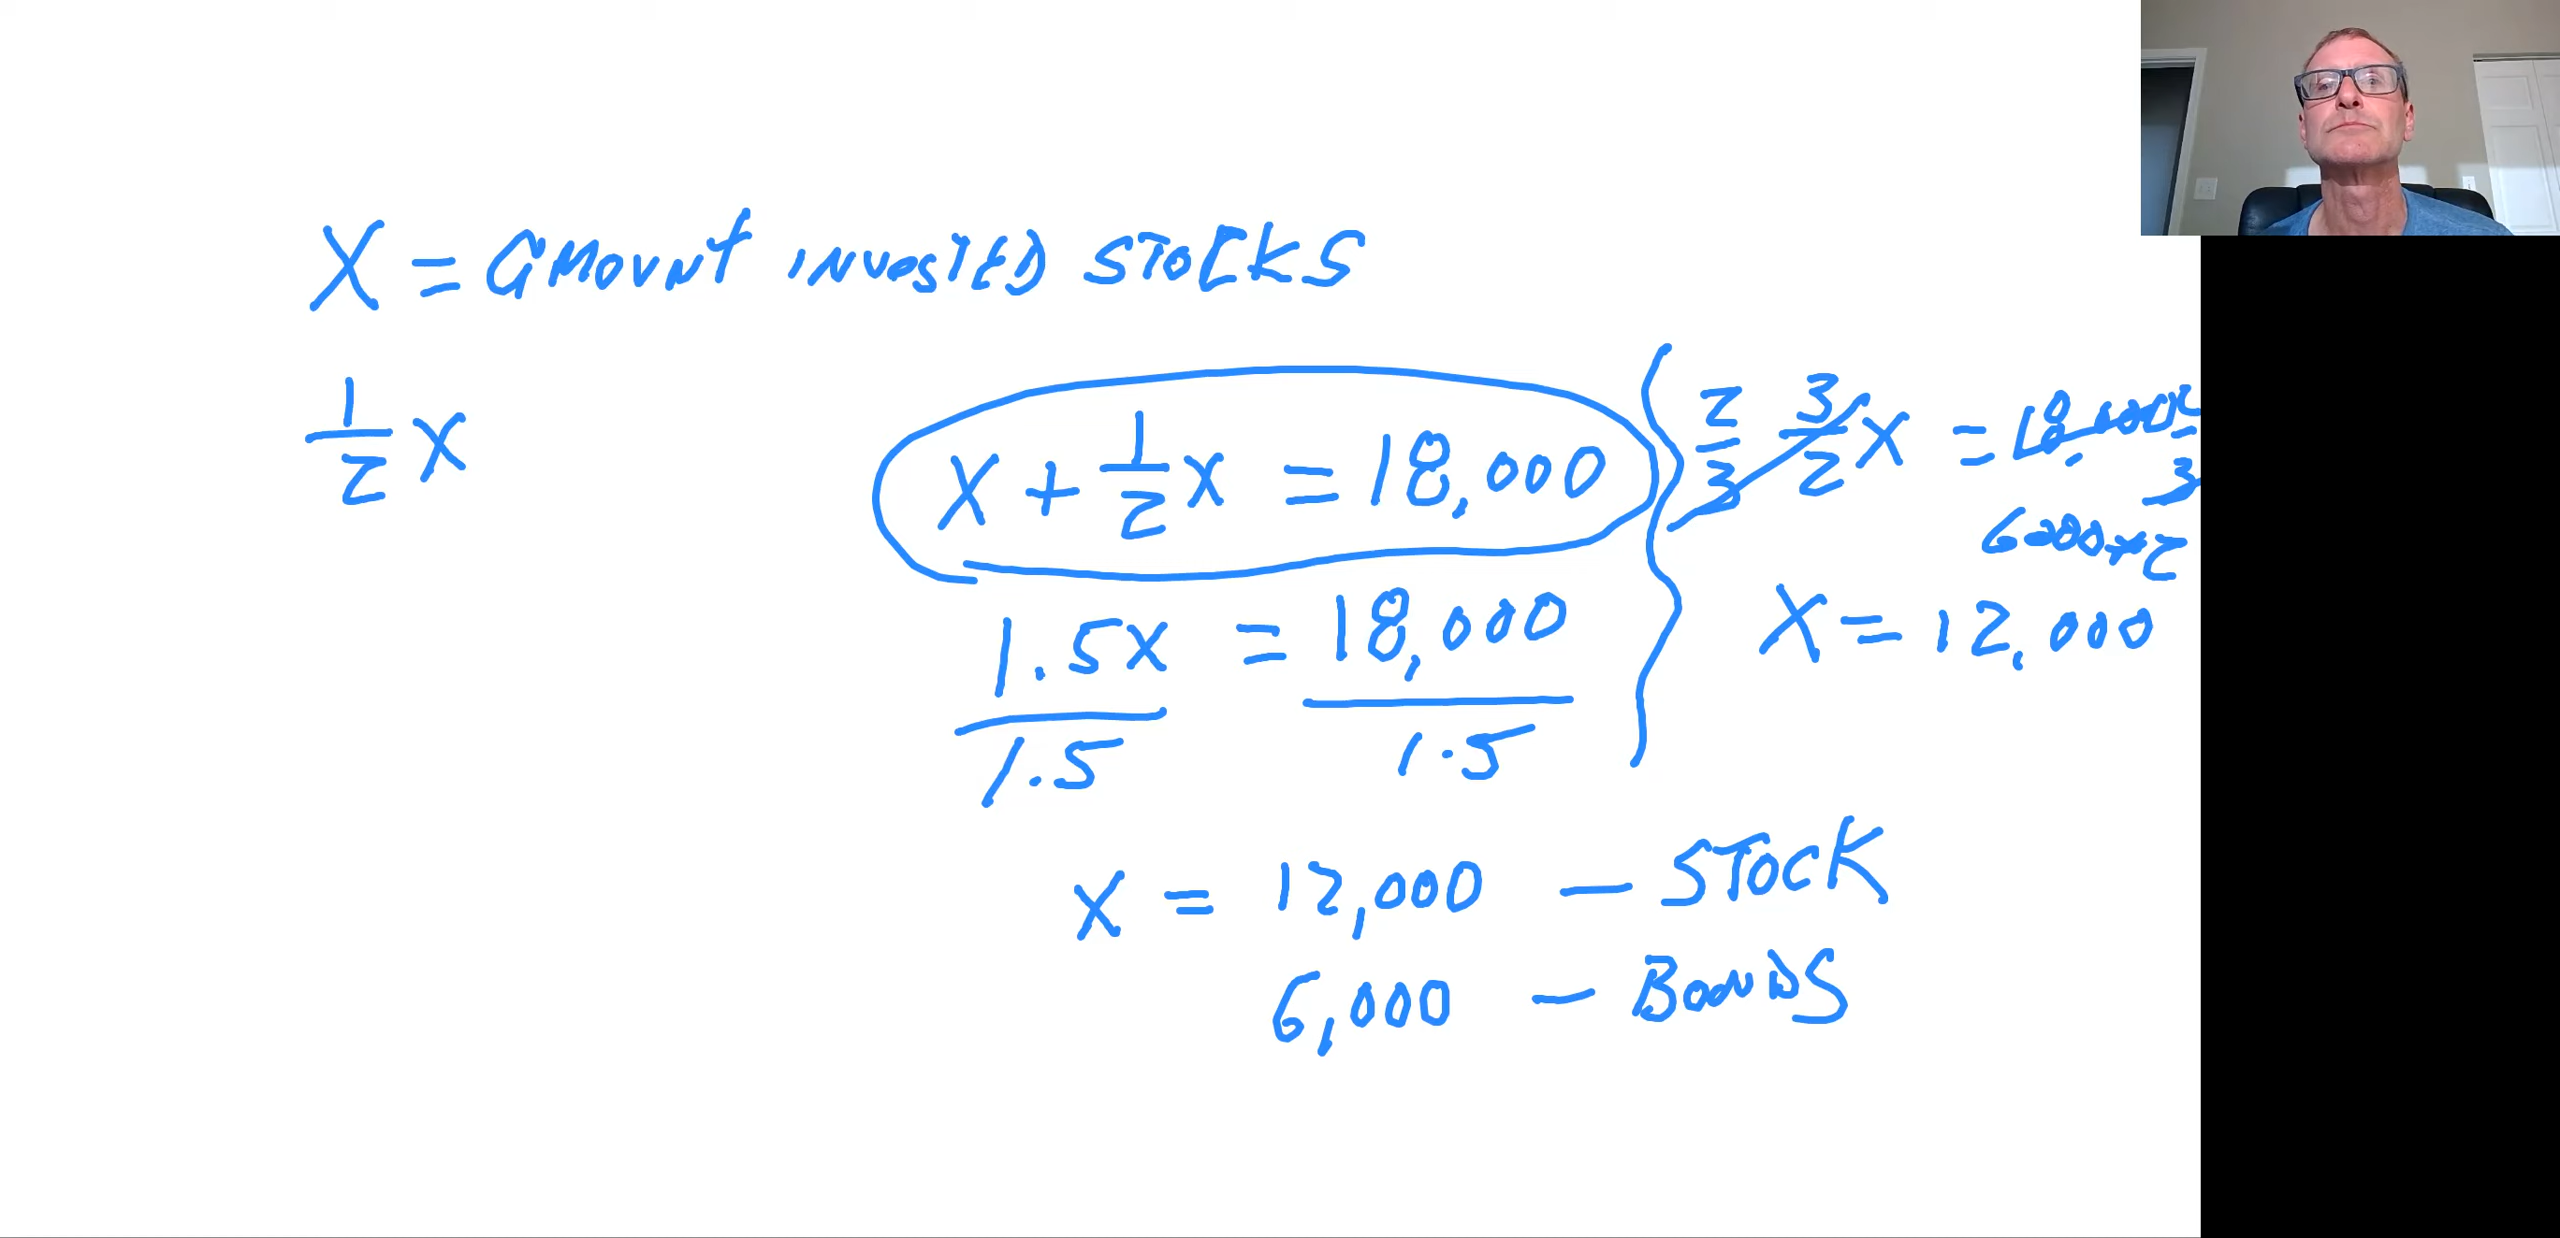 X = AMOUNT INVESTED STOCKS
1/2 X
X + 1/2 X = 18,000
1.5X = 18,000
1.5 1.5
X = 12,000 — STOCK
6,000 — BONDS
2/3 3/2 X = 18,000 2/3
6000*2
X = 12,000